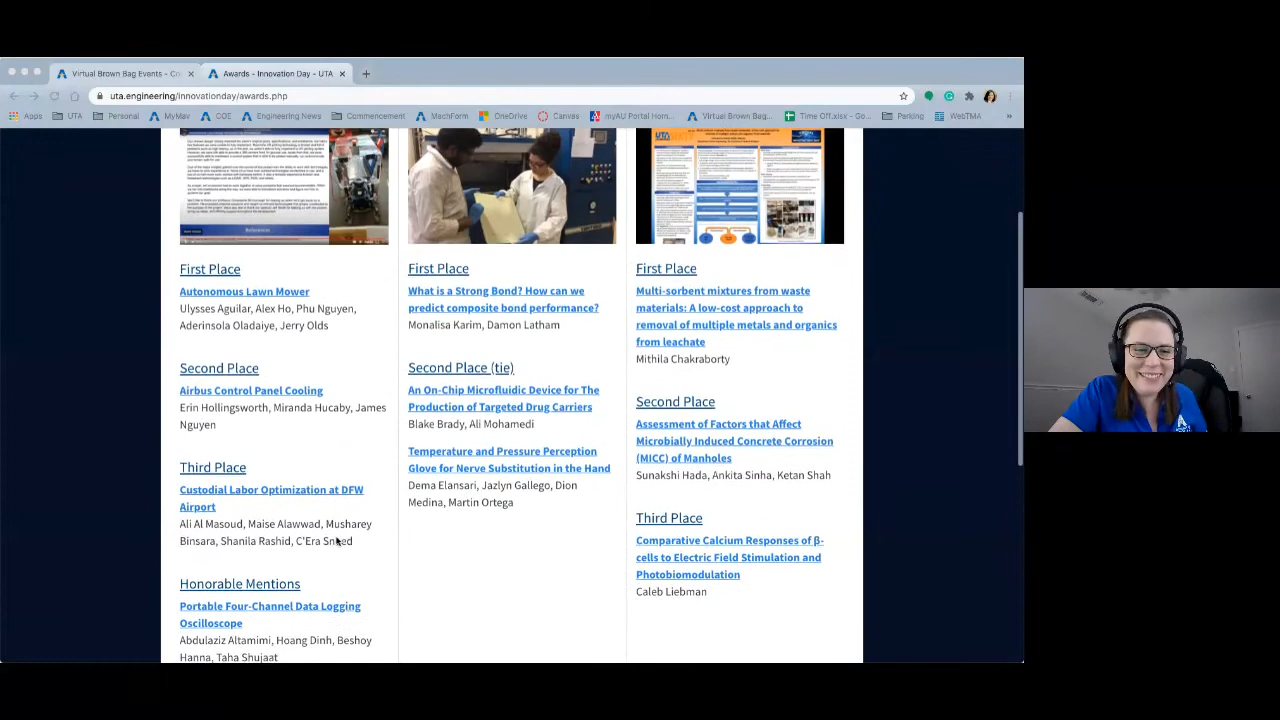 Virtual Brown Bag Events - Co
Awards - Innovation Day - UTA
uta.engineering/innovationday/awards.php
Apps UTA Personal MyMav COE Engineering News Commencement MachForm OneDrive Canvas myAU Portal Hom... Virtual Brown Bag... Time Off.xlsx - G... Parking WebTMA
References
First Place
Autonomous Lawn Mower
Ulysses Aguilar, Alex Ho, Phu Nguyen,
Aderinsola Oladaiye, Jerry Olds
Second Place
Airbus Control Panel Cooling
Erin Hollingsworth, Miranda Hucaby, James
Nguyen
Third Place
Custodial Labor Optimization at DFW
Airport
Ali Al Masoud, Maise Alawwad, Musharey
Binsara, Shanila Rashid, C'Era Sneed
Honorable Mentions
Portable Four-Channel Data Logging
Oscilloscope
Abdulaziz Altamimi, Hoang Dinh, Beshoy
Hanna, Taha Shujaat
First Place
What is a Strong Bond? How can we
predict composite bond performance?
Monalisa Karim, Damon Latham
Second Place (tie)
An On-Chip Microfluidic Device for The
Production of Targeted Drug Carriers
Blake Brady, Ali Mohamedi
Temperature and Pressure Perception
Glove for Nerve Substitution in the Hand
Dema Elansari, Jazlyn Gallego, Dion
Medina, Martin Ortega
UTA
First Place
Multi-sorbent mixtures from waste
materials: A low-cost approach to
removal of multiple metals and organics
from leachate
Mithila Chakraborty
Second Place
Assessment of Factors that Affect
Microbially Induced Concrete Corrosion
(MICC) of Manholes
Sunakshi Hada, Ankita Sinha, Ketan Shah
Third Place
Comparative Calcium Responses of β-
cells to Electric Field Stimulation and
Photobiomodulation
Caleb Liebman